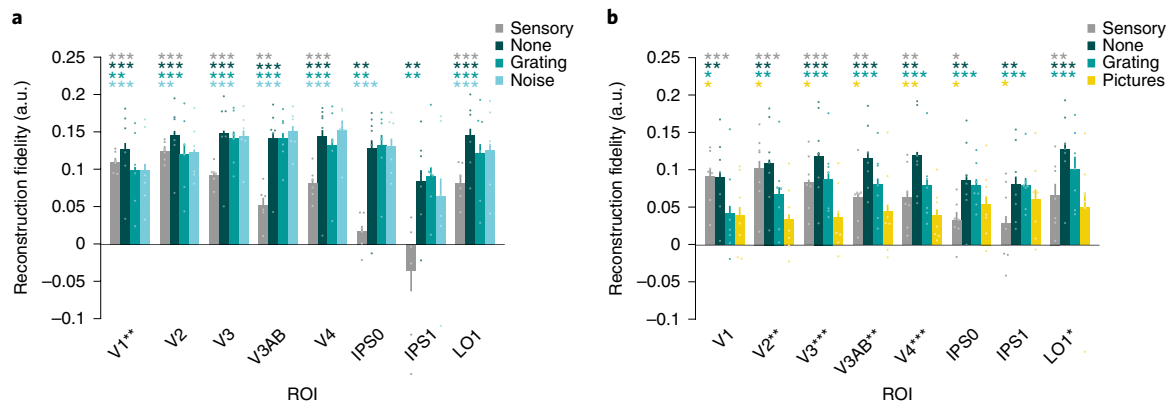 a
Sensory
None
Grating
Noise
*** *** *** ** *** ***
*** *** *** *** *** ** ** ***
** *** *** *** *** ** ** ***
*** ** *** *** *** *** ***
Reconstruction fidelity (a.u.)
0.25
0.2
0.15
0.10
0.05
0
−0.05
−0.1
V1** V2 V3 V3AB V4 IPS0 IPS1 LO1
ROI
b
Sensory
None
Grating
Pictures
*** *** ** ** ** * **
** ** *** *** ** ** ** ***
* ** *** *** *** *** *** ***
* * * * * *
Reconstruction fidelity (a.u.)
0.25
0.2
0.15
0.10
0.05
0
−0.05
−0.1
V1 V2** V3*** V3AB** V4*** IPS0 IPS1 LO1*
ROI